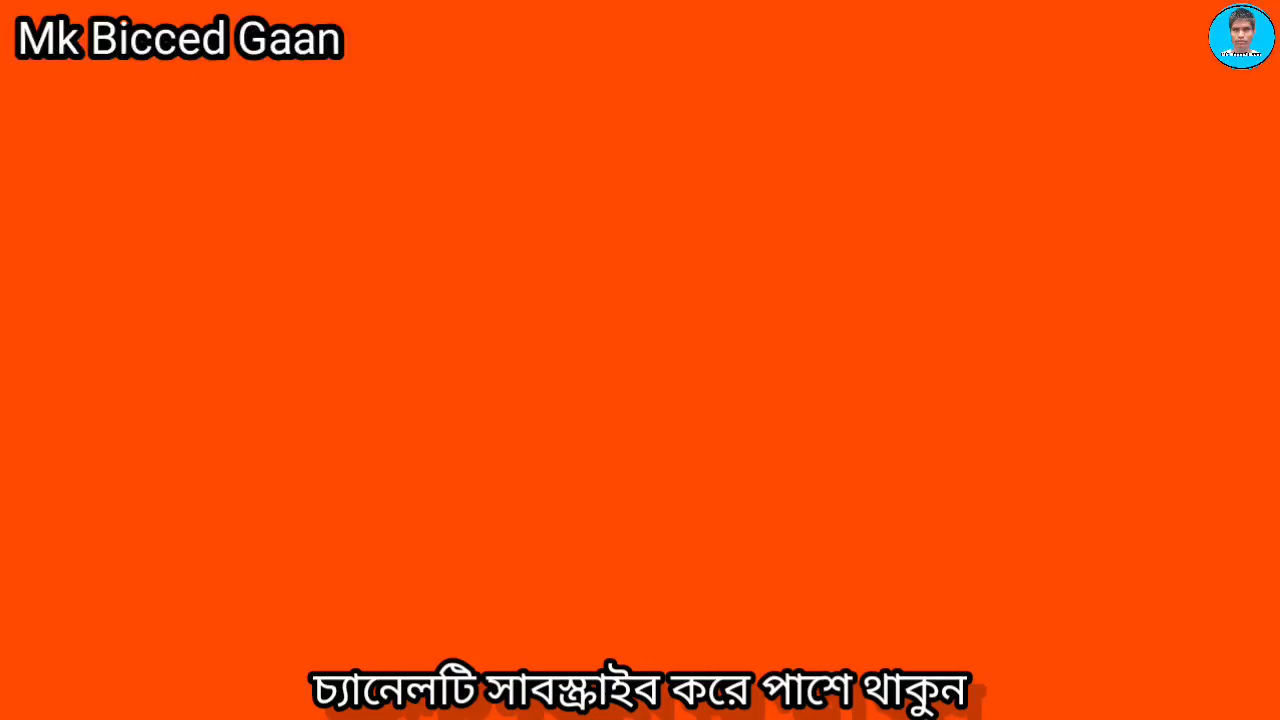 Mk Bicced Gaan
চ্যানেলটি সাবস্ক্রাইব করে পাশে থাকুন